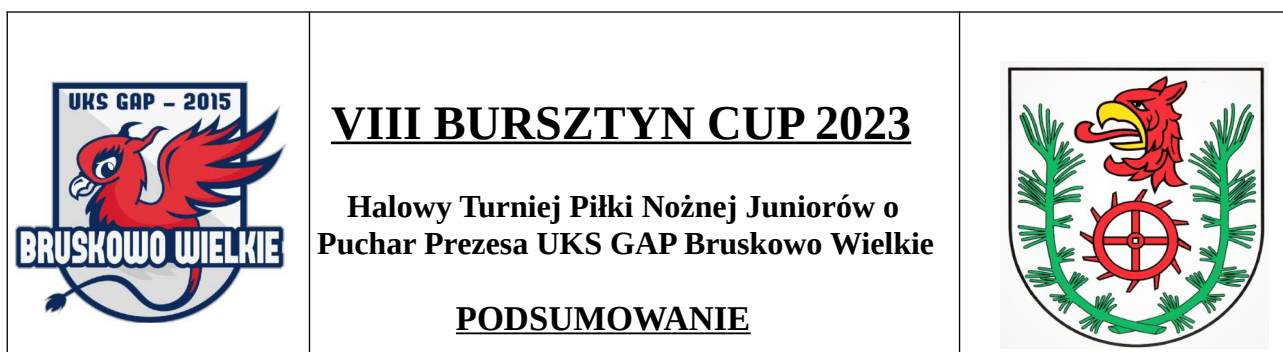 UKS GAP – 2015
BRUSKOWO WIELKIE
VIII BURSZTYN CUP 2023
Halowy Turniej Piłki Nożnej Juniorów o
Puchar Prezesa UKS GAP Bruskowo Wielkie
PODSUMOWANIE